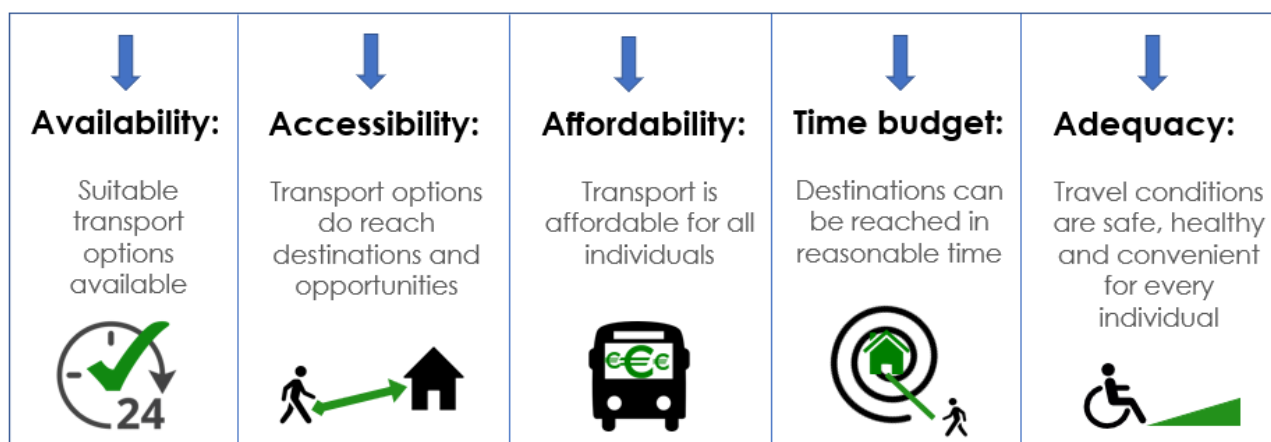 Availability:
Suitable
transport
options
available
24
Accessibility:
Transport options
do reach
destinations and
opportunities
Affordability:
Transport is
affordable for all
individuals
€€€
Time budget:
Destinations can
be reached in
reasonable time
Adequacy:
Travel conditions
are safe, healthy
and convenient
for every
individual